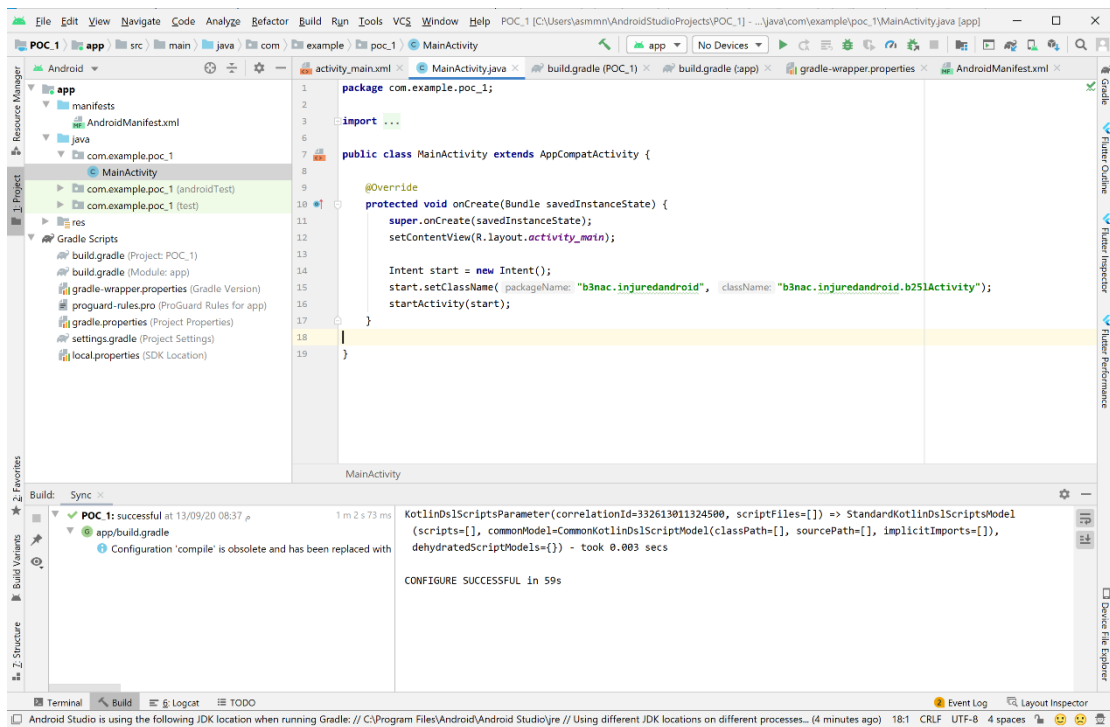 File Edit View Navigate Code Analyze Refactor Build Run Tools VCS Window Help POC_1 [C:\Users\asmmn\AndroidStudioProjects\POC_1] - ...\java\com\example\poc_1\MainActivity.java [app]
POC_1 app src main java com example poc_1 MainActivity app No Devices
Android activity_main.xml MainActivity.java build.gradle (POC_1) build.gradle (:app) gradle-wrapper.properties AndroidManifest.xml
app
manifests
AndroidManifest.xml
java
com.example.poc_1
MainActivity
com.example.poc_1 (androidTest)
com.example.poc_1 (test)
res
Gradle Scripts
build.gradle (Project: POC_1)
build.gradle (Module: app)
gradle-wrapper.properties (Gradle Version)
proguard-rules.pro (ProGuard Rules for app)
gradle.properties (Project Properties)
settings.gradle (Project Settings)
local.properties (SDK Location)
1 package com.example.poc_1;
2
3 import ...
6
7 public class MainActivity extends AppCompatActivity {
8
9 @Override
10 protected void onCreate(Bundle savedInstanceState) {
11 super.onCreate(savedInstanceState);
12 setContentView(R.layout.activity_main);
13
14 Intent start = new Intent();
15 start.setClassName( packageName: "b3nac.injuredandroid", className: "b3nac.injuredandroid.b25lActivity");
16 startActivity(start);
17 }
18
19 }
MainActivity
Resource Manager
1: Project
2: Favorites
Build Variants
7: Structure
Gradle
Flutter Outline
Flutter Inspector
Flutter Performance
Device File Explorer
Build: Sync
POC_1: successful at 13/09/20 08:37 م 1 m 2 s 73 ms
app/build.gradle
Configuration 'compile' is obsolete and has been replaced with
KotlinDslScriptsParameter(correlationId=332613011324500, scriptFiles=[]) => StandardKotlinDslScriptsModel
(scripts=[], commonModel=CommonKotlinDslScriptModel(classPath=[], sourcePath=[], implicitImports=[]),
dehydratedScriptModels={}) - took 0.003 secs
CONFIGURE SUCCESSFUL in 59s
Terminal Build 6: Logcat TODO 2 Event Log Layout Inspector
Android Studio is using the following JDK location when running Gradle: // C:\Program Files\Android\Android Studio\jre // Using different JDK locations on different processes... (4 minutes ago) 18:1 CRLF UTF-8 4 spaces